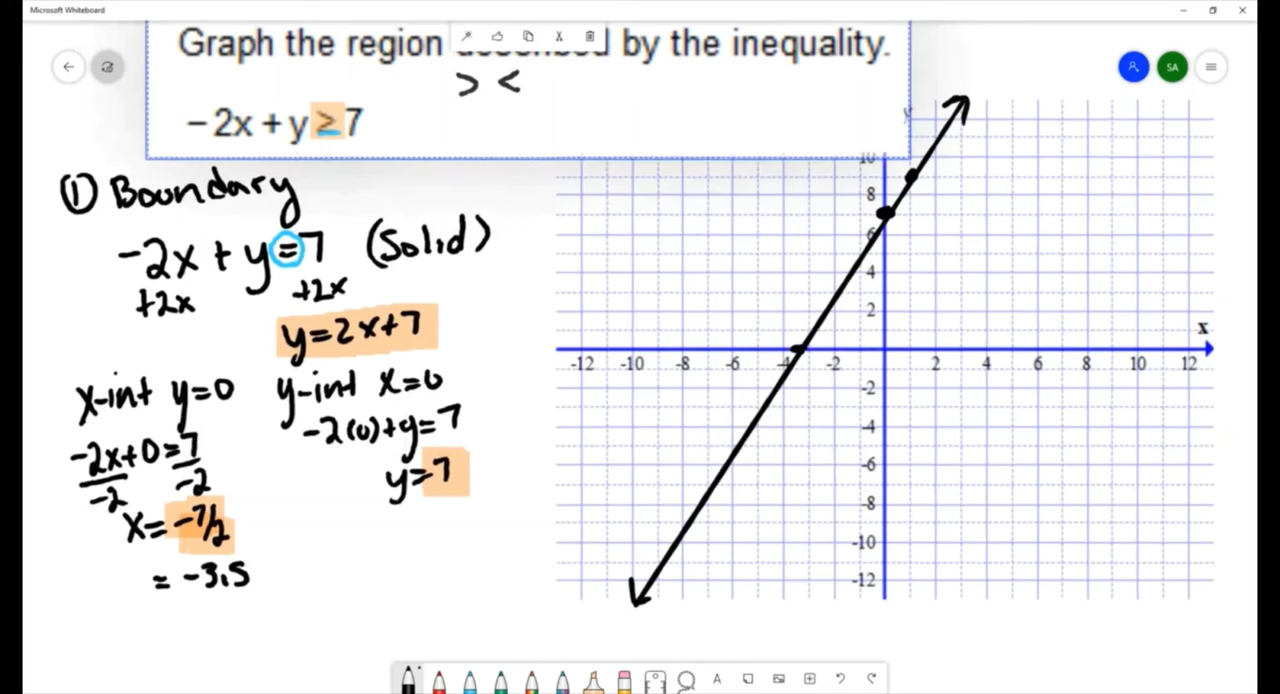 Microsoft Whiteboard
Graph the region described by the inequality.
> <
-2x + y ≥ 7
① Boundary
-2x + y = 7 (Solid)
+2x +2x
y = 2x + 7
x-int y=0
-2x+0=7
-2 -2
x = -7/2
= -3.5
y-int x=0
-2(0)+y=7
y=7
SA
y
10
8
6
4
2
x
-12 -10 -8 -6 -4 -2 2 4 6 8 10 12
-2
-4
-6
-8
-10
-12
A